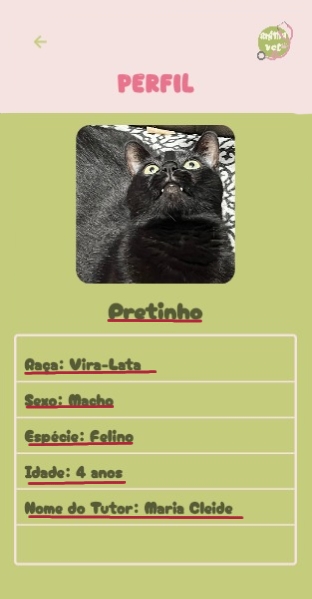 PERFIL
Pretinho
Raça: Vira-Lata
Sexo: Macho
Espécie: Felino
Idade: 4 anos
Nome do Tutor: Maria Cleide